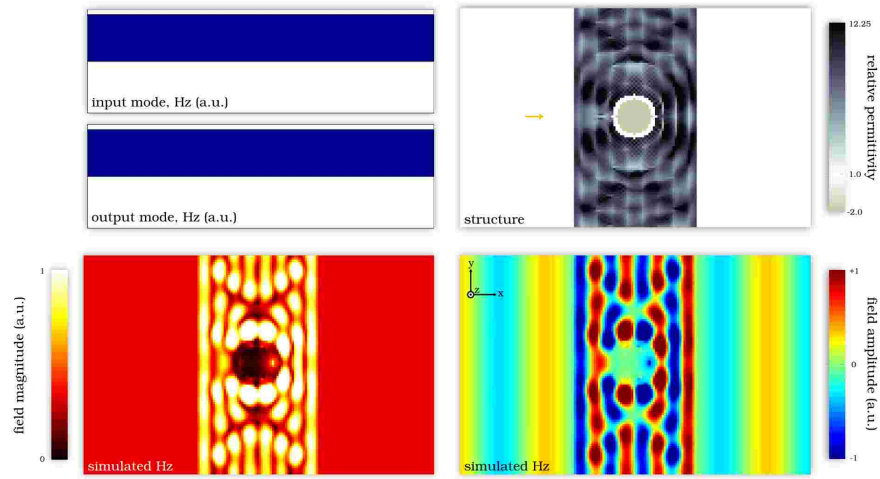 input mode, Hz (a.u.)
output mode, Hz (a.u.)
structure
12.25
1.0
-2.0
relative permittivity
1
0
field magnitude (a.u.)
simulated Hz
y
z
x
simulated Hz
+1
0
-1
field amplitude (a.u.)